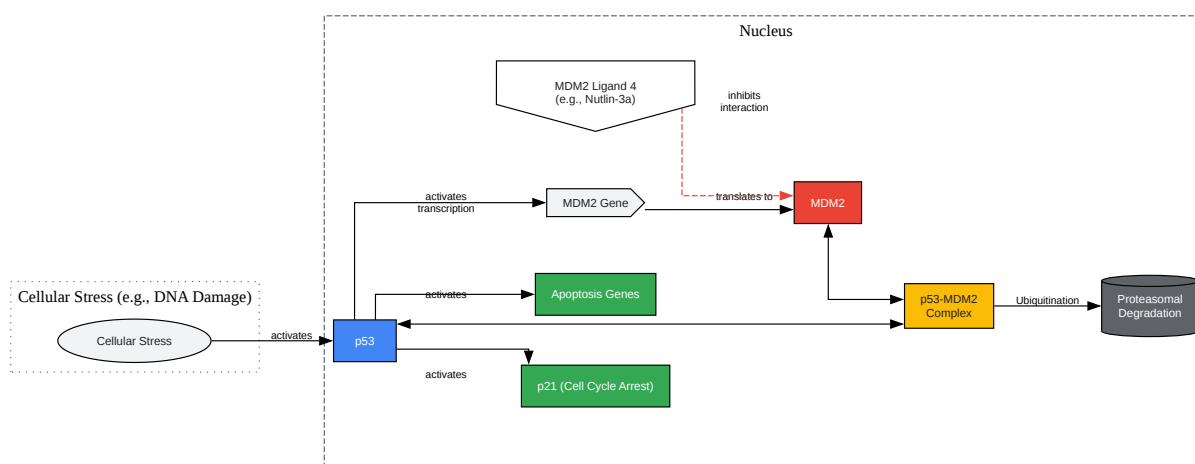 Nucleus
MDM2 Ligand 4
(e.g., Nutlin-3a)
inhibits
interaction
activates
transcription
MDM2 Gene
translates to
MDM2
Cellular Stress (e.g., DNA Damage)
Cellular Stress
activates
p53
activates
Apoptosis Genes
activates
p21 (Cell Cycle Arrest)
p53-MDM2
Complex
Ubiquitination
Proteasomal
Degradation